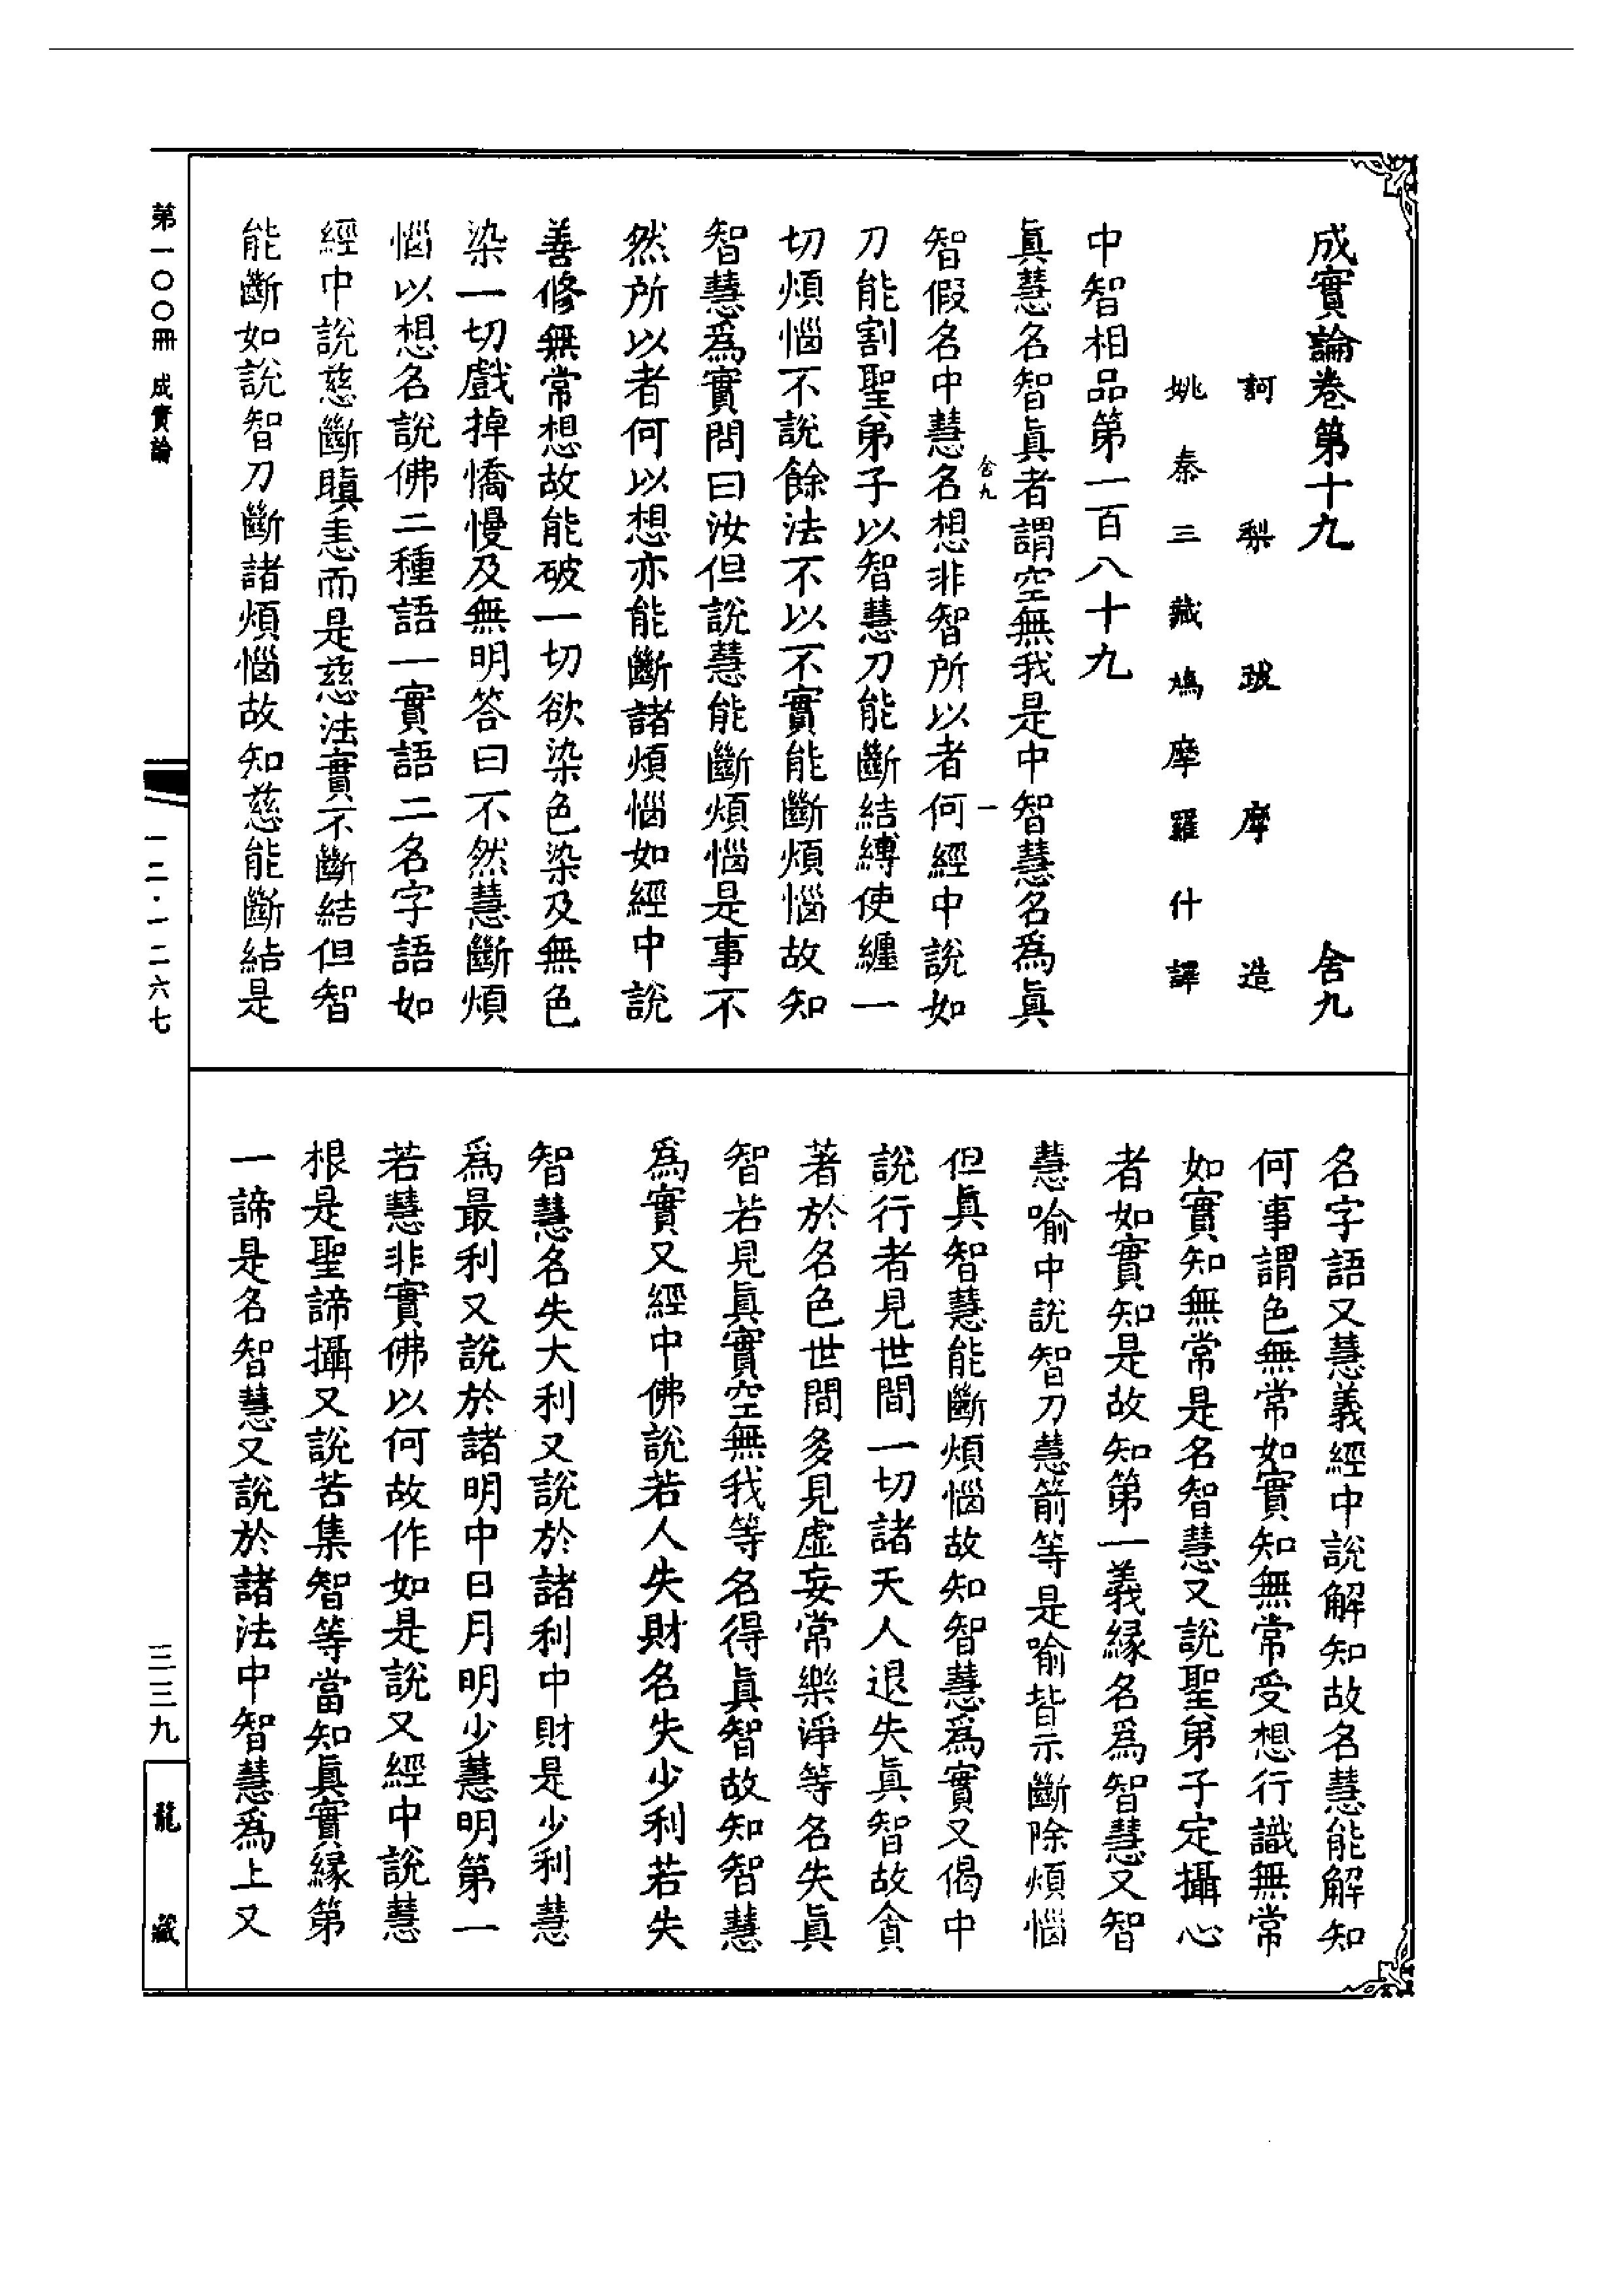 成實論卷第十九　舍九
訶梨跋摩造
姚秦三藏鳩摩羅什譯
中智相品第一百八十九
眞慧名智眞者謂空無我是中智慧名爲眞
舍九　一
智假名中慧名想非智所以者何經中說如
刀能割聖弟子以智慧刀能斷結縛使纏一
切煩惱不說餘法不以不實能斷煩惱故知
智慧爲實問曰汝但說慧能斷煩惱是事不
然所以者何以想亦能斷諸煩惱如經中說
善修無常想故能破一切欲染色染及無色
染一切戲掉憍慢及無明答曰不然慧斷煩
惱以想名說佛二種語一實語二名字語如
經中說慈斷瞋恚而是慈法實不斷結但智
能斷如說智刀斷諸煩惱故知慈能斷結是
名字語又慧義經中說解知故名慧能解知
何事謂色無常如實知無常受想行識無常
如實知無常是名智慧又說聖弟子定攝心
者如實知是故知第一義緣名爲智慧又智
慧喻中說智刀慧箭等是喻皆示斷除煩惱
但眞智慧能斷煩惱故知智慧爲實又偈中
說行者見世間一切諸天人退失眞智故貪
著於名色世間多見虛妄常樂淨等名失眞
智若見眞實空無我等名得眞智故知智慧
爲實又經中佛說若人失財名失少利若失
智慧名失大利又說於諸利中財是少利慧
爲最利又說於諸明中日月明少慧明第一
若慧非實佛以何故作如是說又經中說慧
根是聖諦攝又說苦集智等當知眞實緣第
一諦是名智慧又說於諸法中智慧爲上又
第一〇〇冊　成實論
一二·一二六七
三三九
龍藏